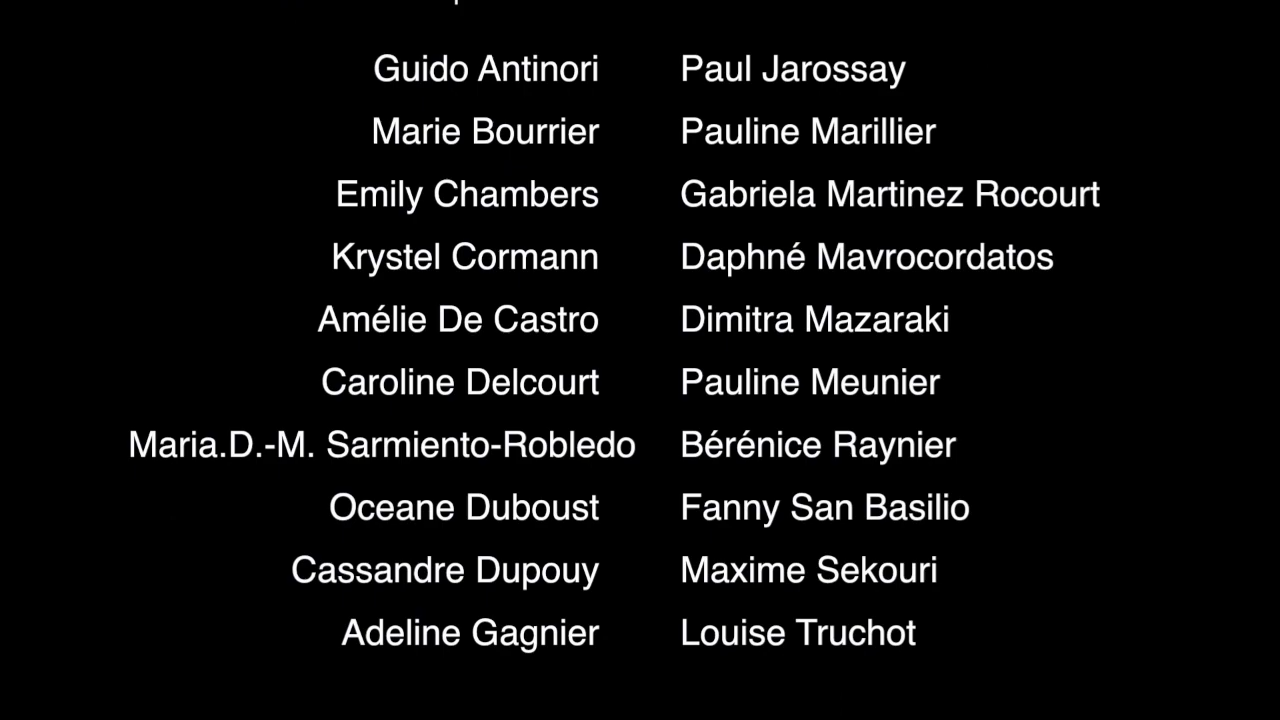 Guido Antinori Paul Jarossay
Marie Bourrier Pauline Marillier
Emily Chambers Gabriela Martinez Rocourt
Krystel Cormann Daphné Mavrocordatos
Amélie De Castro Dimitra Mazaraki
Caroline Delcourt Pauline Meunier
Maria.D.-M. Sarmiento-Robledo Bérénice Raynier
Oceane Duboust Fanny San Basilio
Cassandre Dupouy Maxime Sekouri
Adeline Gagnier Louise Truchot